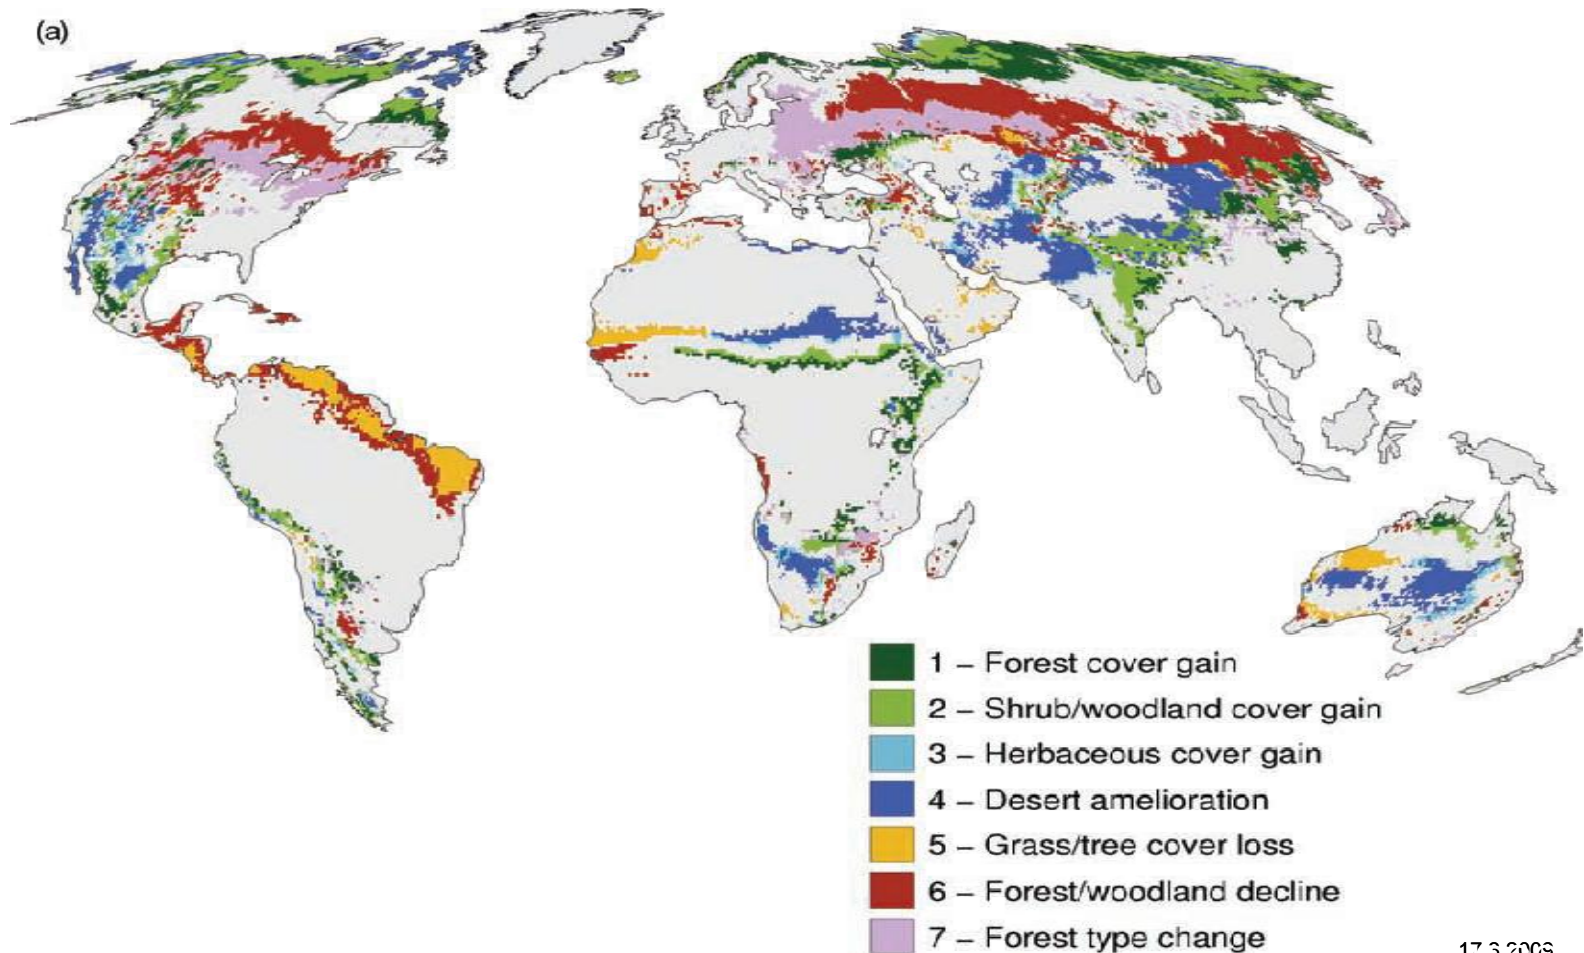 (a)
1 – Forest cover gain
2 – Shrub/woodland cover gain
3 – Herbaceous cover gain
4 – Desert amelioration
5 – Grass/tree cover loss
6 – Forest/woodland decline
7 – Forest type change